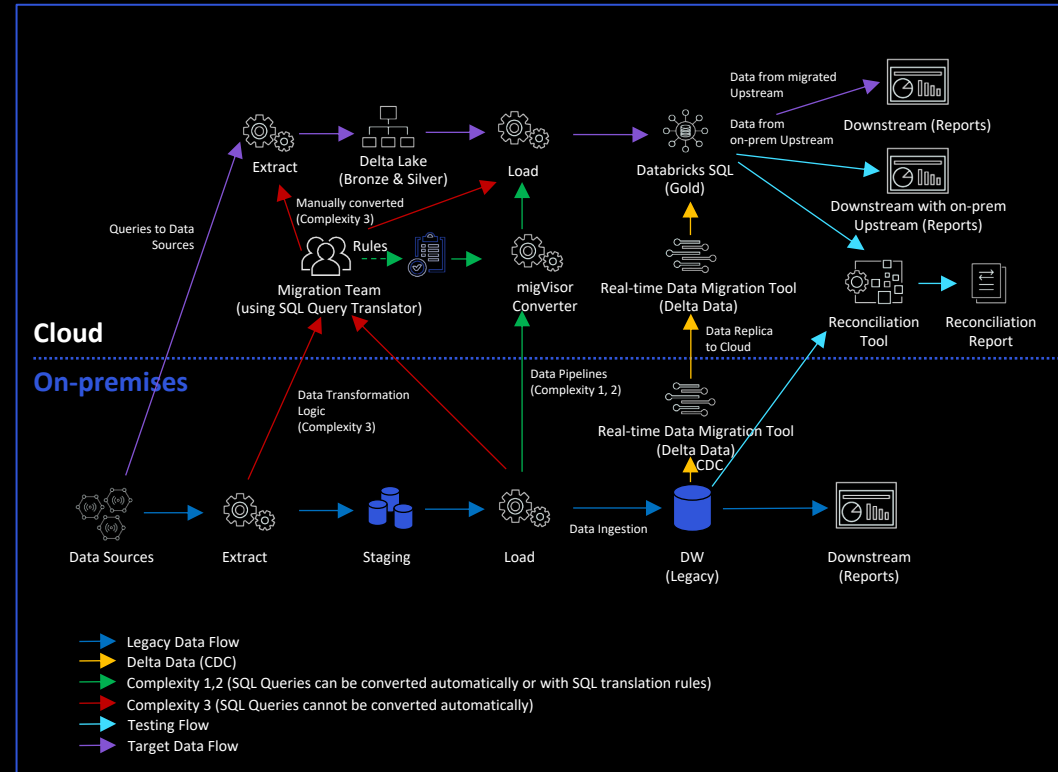 Data from migrated
Upstream
Data from
on-prem Upstream
Downstream (Reports)
Extract
Delta Lake
(Bronze & Silver)
Load
Databricks SQL
(Gold)
Downstream with on-prem
Upstream (Reports)
Manually converted
(Complexity 3)
Queries to Data
Sources
Rules
Migration Team
(using SQL Query Translator)
migVisor
Converter
Real-time Data Migration Tool
(Delta Data)
Reconciliation
Tool
Reconciliation
Report
Cloud
Data Replica
to Cloud
On-premises
Data Transformation
Logic
(Complexity 3)
Data Pipelines
(Complexity 1, 2)
Real-time Data Migration Tool
(Delta Data)
CDC
Data Ingestion
Data Sources
Extract
Staging
Load
DW
(Legacy)
Downstream
(Reports)
Legacy Data Flow
Delta Data (CDC)
Complexity 1,2 (SQL Queries can be converted automatically or with SQL translation rules)
Complexity 3 (SQL Queries cannot be converted automatically)
Testing Flow
Target Data Flow